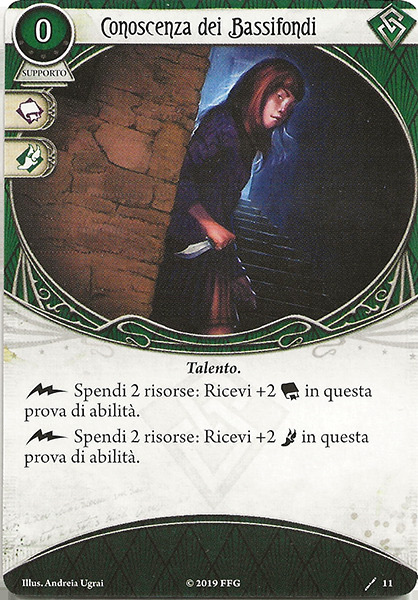 Conoscenza dei Bassifondi
0
SUPPORTO
Talento.
Spendi 2 risorse: Ricevi +2 in questa
prova di abilità.
Spendi 2 risorse: Ricevi +2 in questa
prova di abilità.
Illus. Andreia Ugrai
© 2019 FFG
11